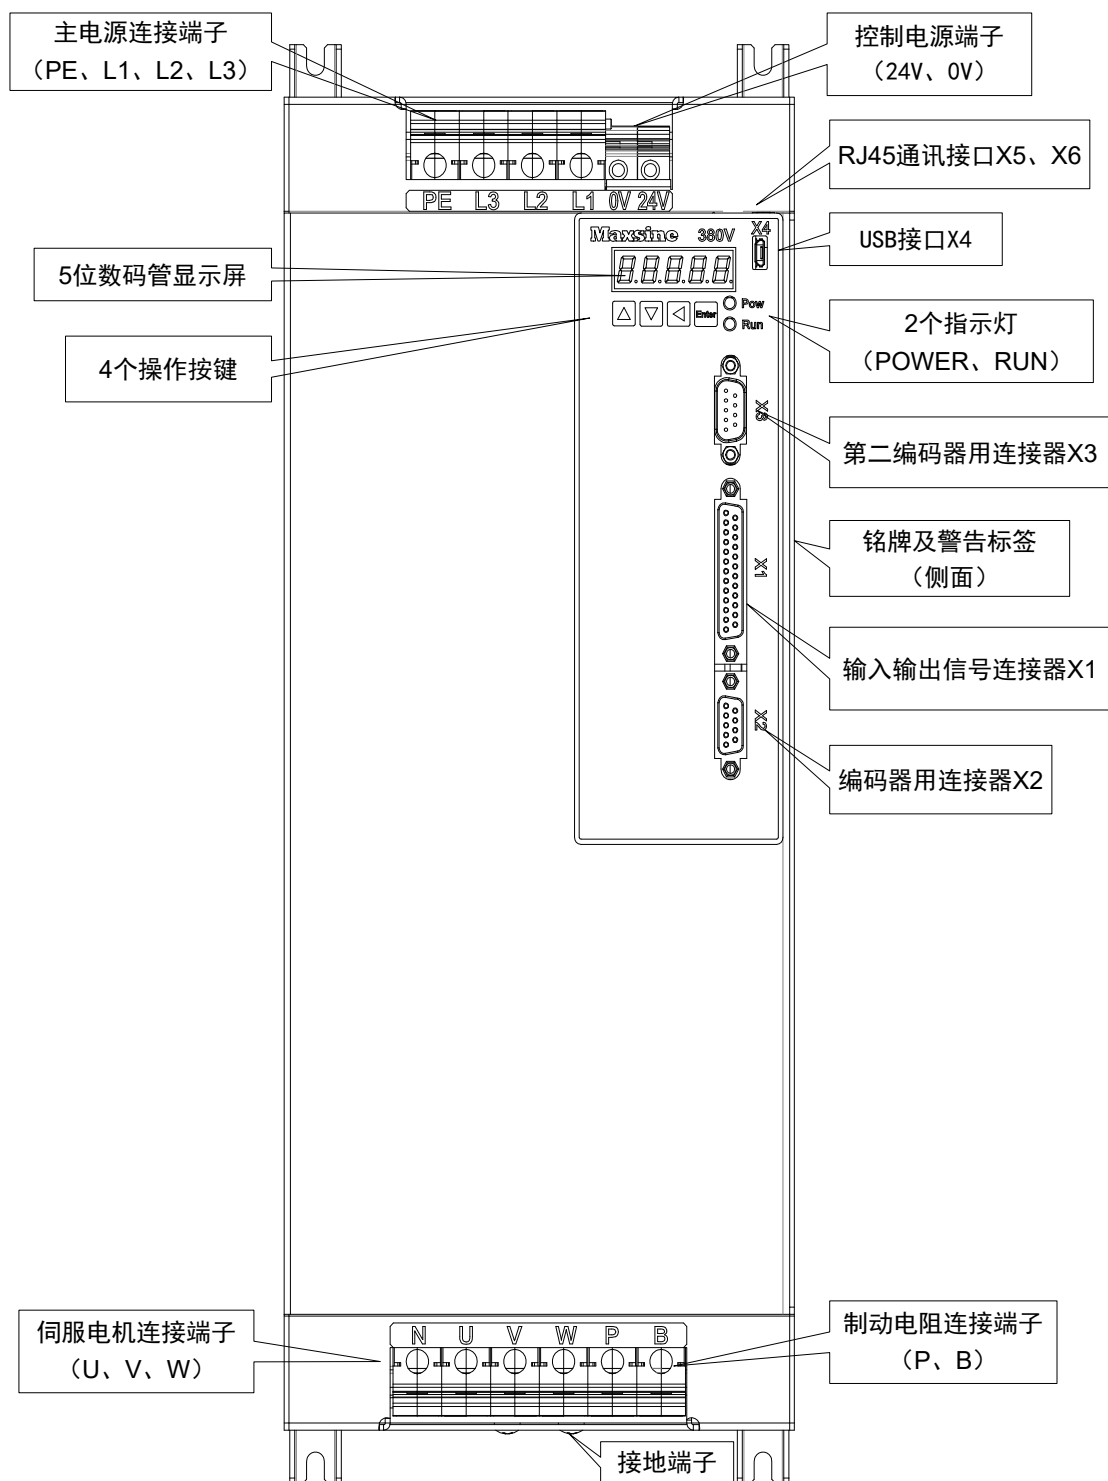 主电源连接端子
（PE、L1、L2、L3）
控制电源端子
（24V、0V）
RJ45通讯接口X5、X6
PE L3 L2 L1 0V 24V
Maxsine 380V X4
USB接口X4
5位数码管显示屏
8.8.8.8.8.
Enter
Pow
Run
2个指示灯
（POWER、RUN）
4个操作按键
X3
第二编码器用连接器X3
铭牌及警告标签
（侧面）
X1
输入输出信号连接器X1
X2
编码器用连接器X2
伺服电机连接端子
（U、V、W）
N U V W P B
制动电阻连接端子
（P、B）
接地端子